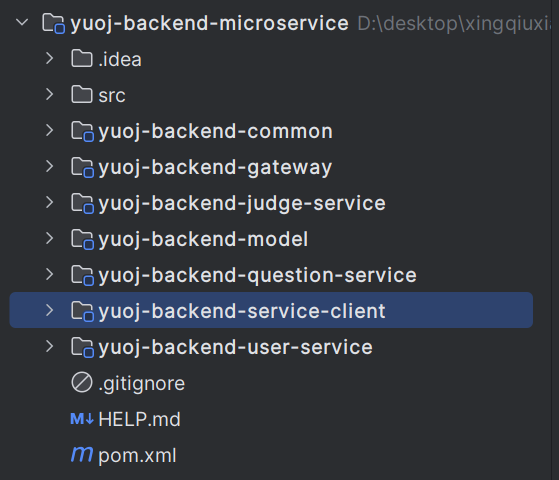 yuoj-backend-microservice D:\desktop\xingqiuxia
.idea
src
yuoj-backend-common
yuoj-backend-gateway
yuoj-backend-judge-service
yuoj-backend-model
yuoj-backend-question-service
yuoj-backend-service-client
yuoj-backend-user-service
.gitignore
M↓ HELP.md
m pom.xml